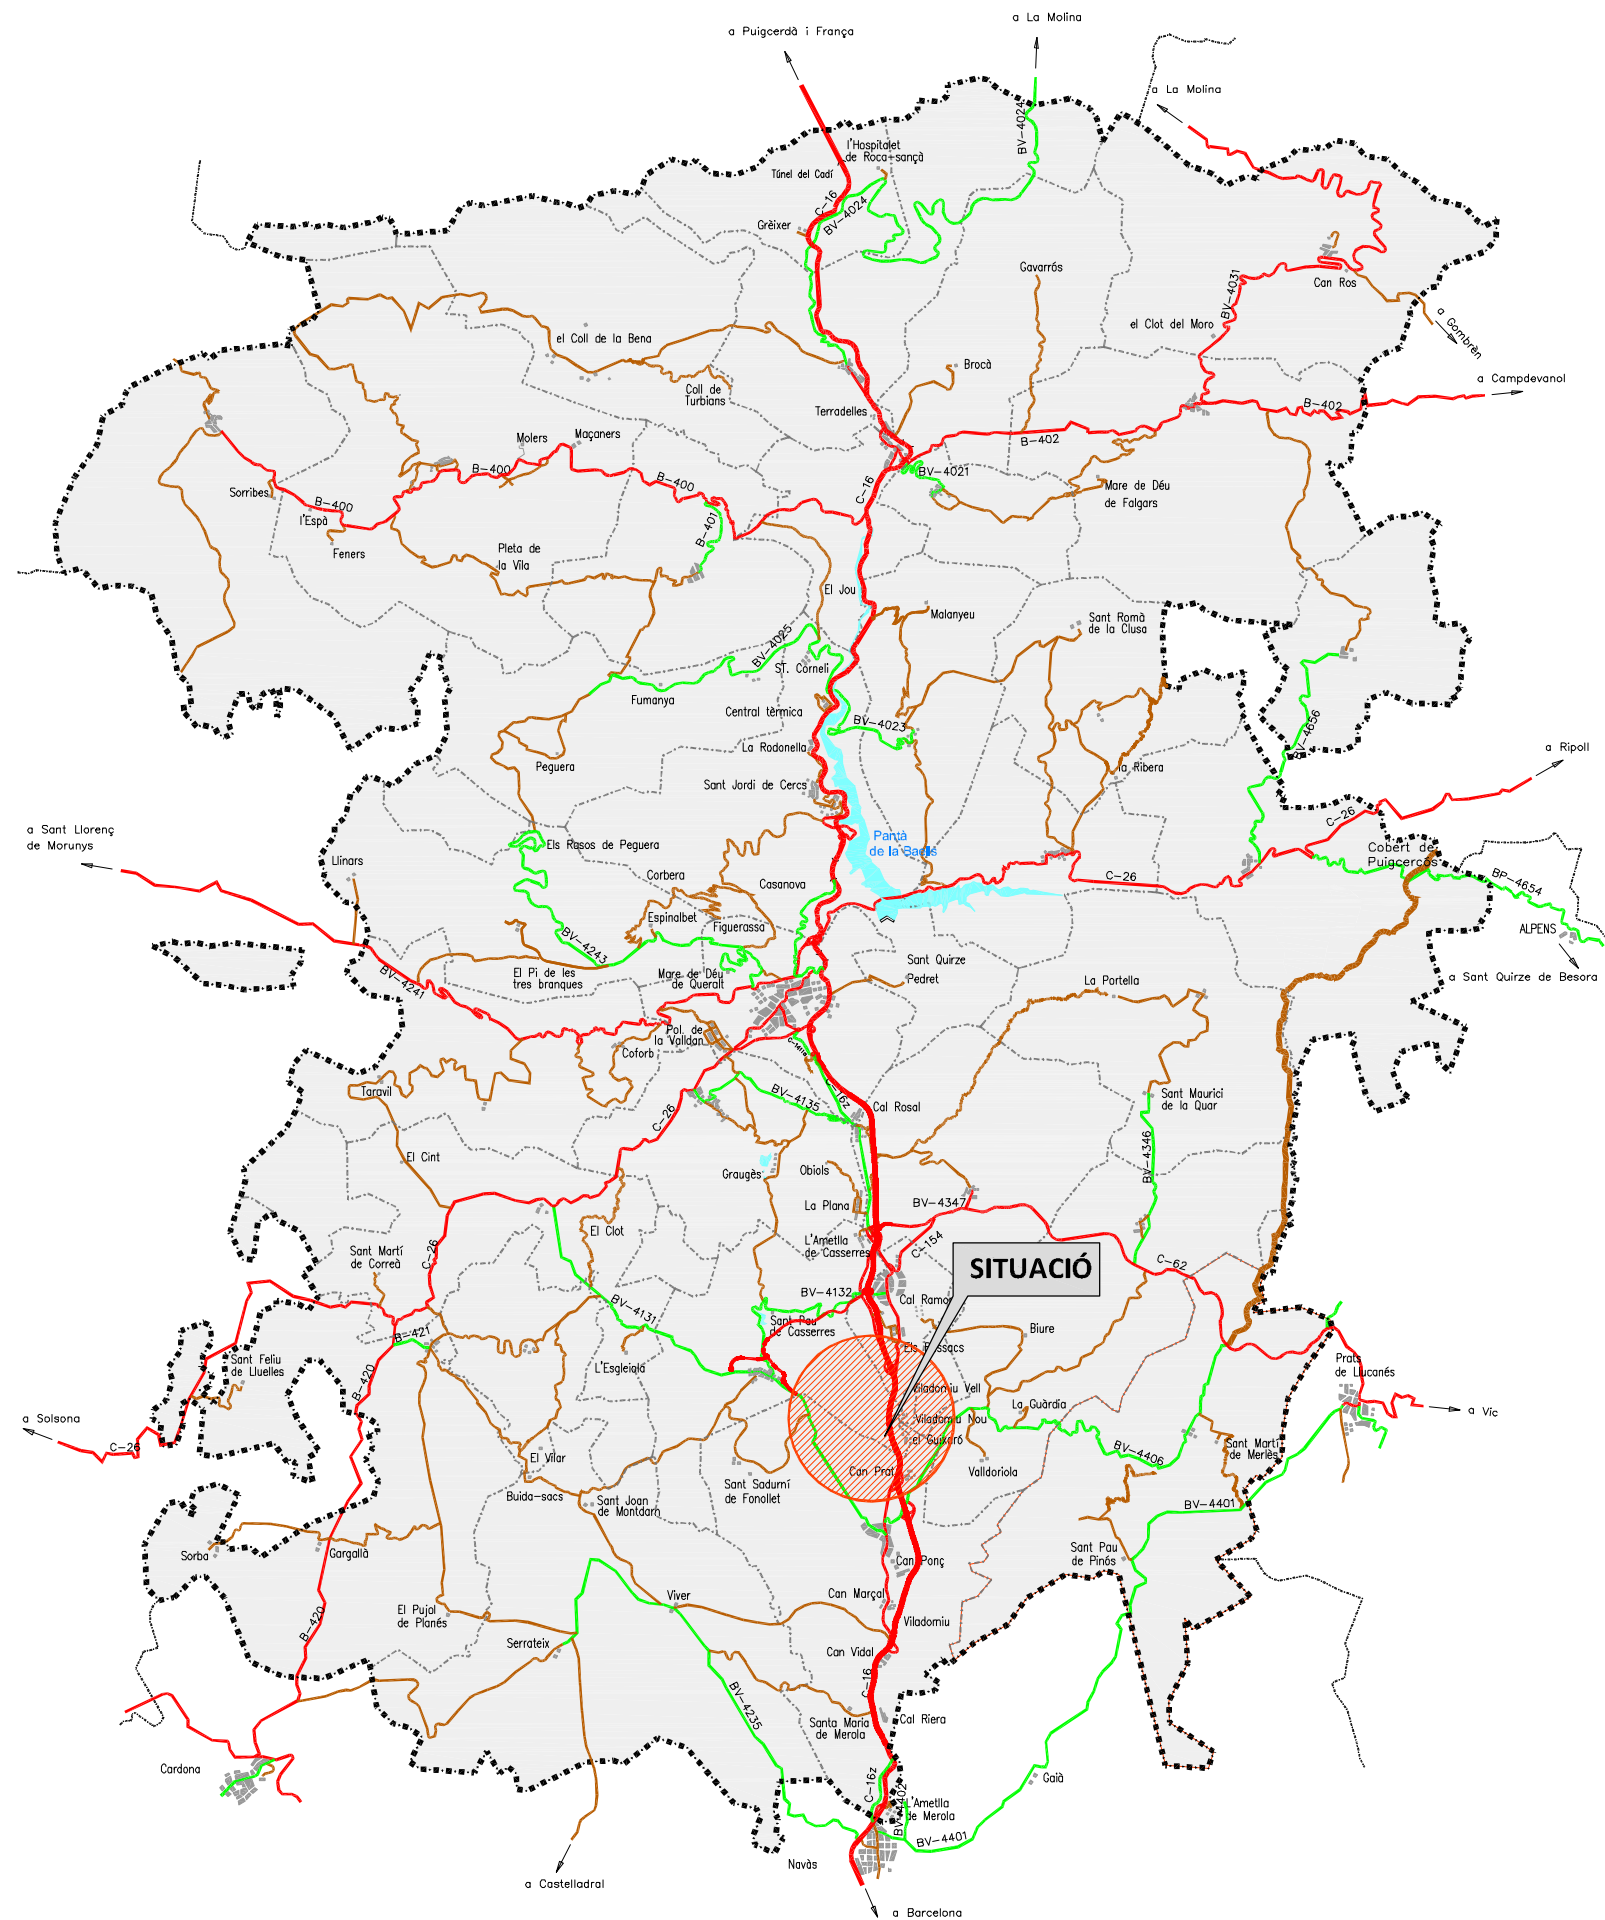 a La Molina
a Puigcerdà i França
a La Molina
BV-4024
l'Hospitalet
de Roca-sançà
Túnel del Cadí
C-16
BV-4024
Grèixer
Gavarrós
Can Ros
BV-4031
a Gombrèn
el Clot del Moro
el Coll de la Bena
Brocà
a Campdevanol
Coll de
Turbians
B-402
Terradelles
Molers
Maçaners
B-402
B-400
BV-4021
B-400
C-16
Mare de Déu
de Falgars
Sorribes
B-400
l'Espà
B-401
Feners
Pleta de
la Vila
El Jou
Malanyeu
Sant Romà
de la Clusa
BV-4025
ST. Corneli
Fumanya
Central tèrmica
BV-4023
BV-4656
La Rodonella
a Ripoll
Peguera
la Ribera
Sant Jordi de Cercs
C-26
a Sant Llorenç
de Morunys
Pantà
de la Baells
Els Rasos de Peguera
Cobert de
Puigcercós
Llinars
Corbera
Casanova
C-26
BP-4654
Espinalbet
Figuerassa
ALPENS
BV-4243
Sant Quirze
Pedret
El Pi de les
tres branques
Mare de Déu
de Queralt
BV-4241
La Portella
a Sant Quirze de Besora
Pol. de
la Valldan
Coforb
C-1411a
Taravil
BV-4135
C-16z
Sant Maurici
de la Quar
C-26
Cal Rosal
El Cint
BV-4346
Graugès
Obiols
La Plana
BV-4347
El Clot
L'Ametlla
de Casserres
C-154
Sant Martí
de Correà
C-26
C-62
SITUACIÓ
BV-4132
Cal Ramo
BV-4131
Sant Pau
de Casserres
B-421
Biure
L'Esgleiola
Sant Feliu
de Lluelles
B-420
Prats
de Lluçanés
Viladomiu Vell
La Guàrdia
Viladomiu Nou
a Vic
a Solsona
C-26
el Guixaró
BV-4406
Sant Martí
de Merlès
El Vilar
Can Prat
Valldoriola
Buida-sacs
Sant Sadurní
de Fonollet
Sant Joan
de Montdarn
BV-4401
Sorba
Gargallà
Can Ponç
Sant Pau
de Pinós
Can Marçal
Viver
El Pujol
de Planés
B-420
Viladomiu
Serrateix
Can Vidal
C-16
BV-4235
Santa Maria
de Merola
Cal Riera
Cardona
Gaià
C-16z
BV-4402
L'Ametlla
de Merola
BV-4401
Navàs
a Castelladral
a Barcelona